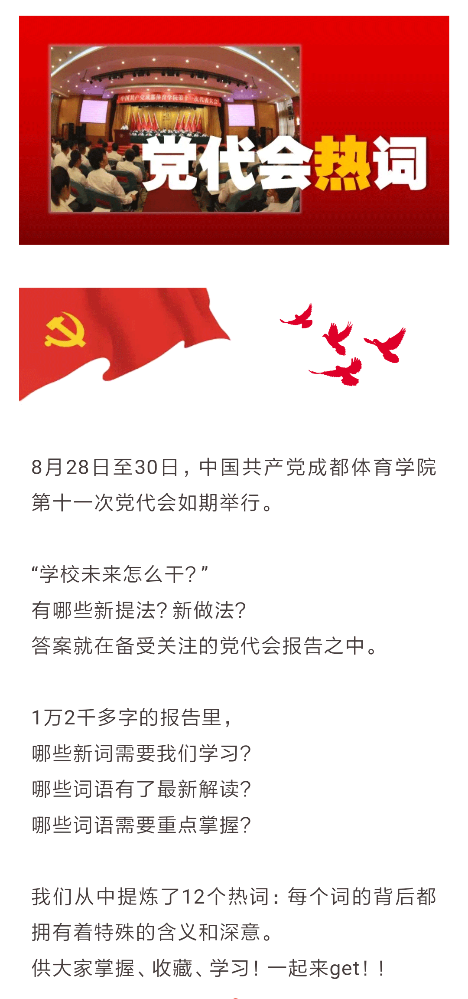 中国共产党成都体育学院第十一次代表大会
党代会热词
8月28日至30日，中国共产党成都体育学院
第十一次党代会如期举行。
“学校未来怎么干？”
有哪些新提法？新做法？
答案就在备受关注的党代会报告之中。
1万2千多字的报告里，
哪些新词需要我们学习？
哪些词语有了最新解读？
哪些词语需要重点掌握？
我们从中提炼了12个热词：每个词的背后都
拥有着特殊的含义和深意。
供大家掌握、收藏、学习！一起来get！！